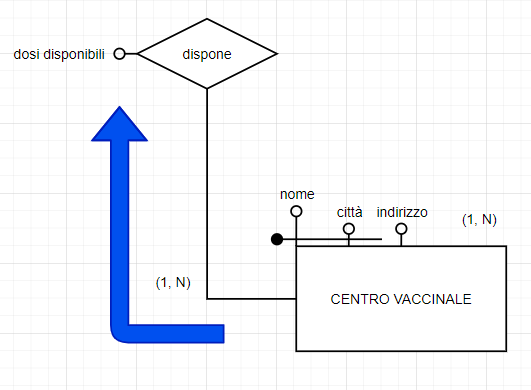 dosi disponibili
dispone
nome
città
indirizzo
(1, N)
(1, N)
CENTRO VACCINALE